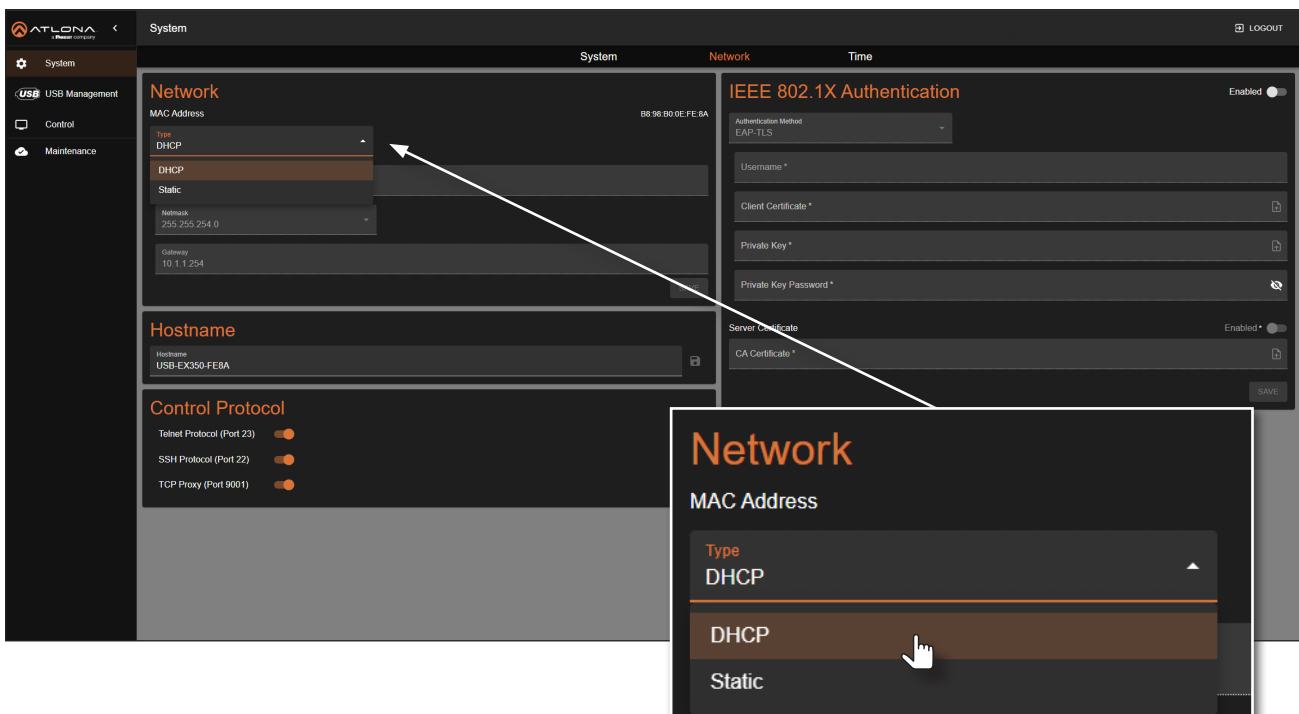 ATLONA
a Panduit company
System
LOGOUT
System
Network
Time
System
USB
USB Management
Control
Maintenance
Network
MAC Address
B8:98:B0:0E:FE:8A
Type
DHCP
DHCP
Static
Netmask
255.255.254.0
Gateway
10.1.1.254
SAVE
Hostname
Hostname
USB-EX350-FE8A
Control Protocol
Telnet Protocol (Port 23)
SSH Protocol (Port 22)
TCP Proxy (Port 9001)
IEEE 802.1X Authentication
Enabled
Authentication Method
EAP-TLS
Username *
Client Certificate *
Private Key *
Private Key Password *
Server Certificate
Enabled *
CA Certificate *
SAVE
Network
MAC Address
Type
DHCP
DHCP
Static